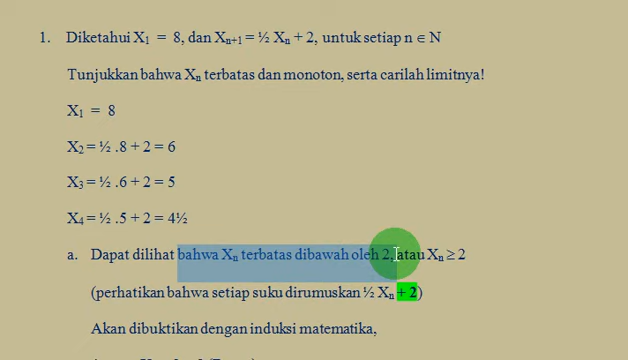 1. Diketahui X₁ = 8, dan Xₙ₊₁ = ½ Xₙ + 2, untuk setiap n ∈ N
Tunjukkan bahwa Xₙ terbatas dan monoton, serta carilah limitnya!
X₁ = 8
X₂ = ½ .8 + 2 = 6
X₃ = ½ .6 + 2 = 5
X₄ = ½ .5 + 2 = 4½
a. Dapat dilihat bahwa Xₙ terbatas dibawah oleh 2, atau Xₙ ≥ 2
(perhatikan bahwa setiap suku dirumuskan ½ Xₙ + 2)
Akan dibuktikan dengan induksi matematika,